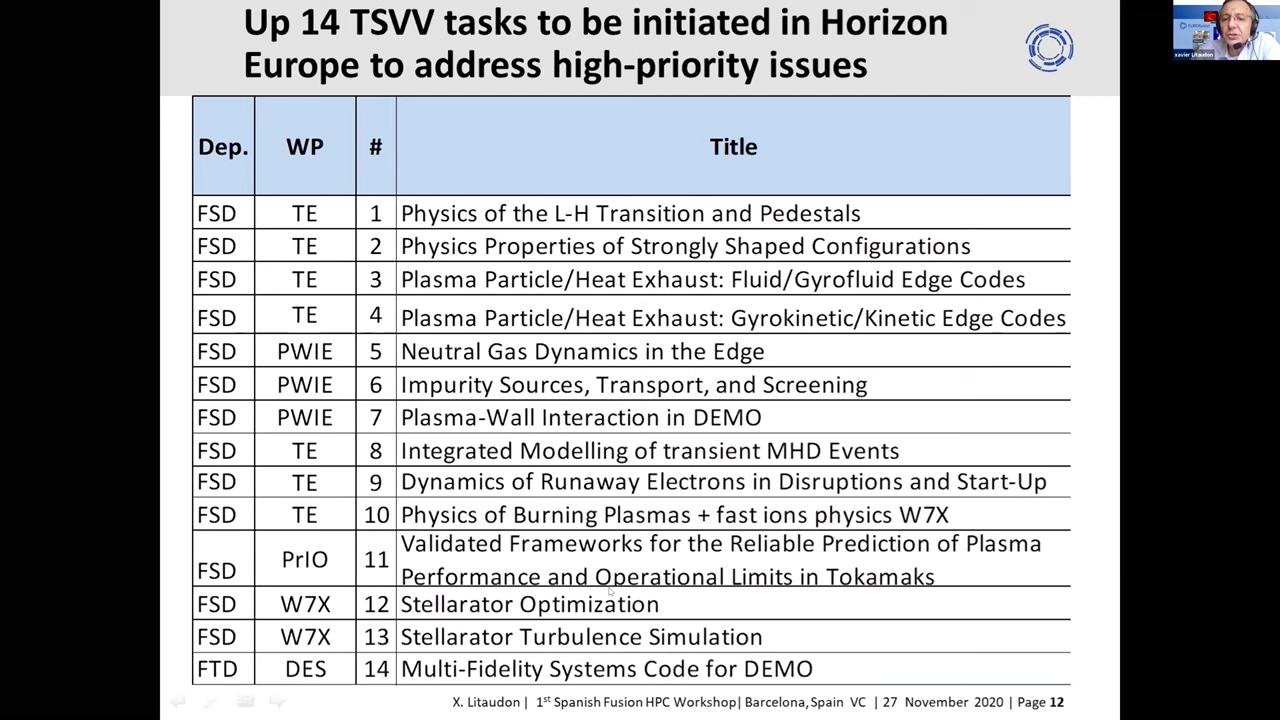 Up 14 TSVV tasks to be initiated in Horizon
Europe to address high-priority issues
xavier Litaudon
Dep. WP # Title
FSD TE 1 Physics of the L-H Transition and Pedestals
FSD TE 2 Physics Properties of Strongly Shaped Configurations
FSD TE 3 Plasma Particle/Heat Exhaust: Fluid/Gyrofluid Edge Codes
FSD TE 4 Plasma Particle/Heat Exhaust: Gyrokinetic/Kinetic Edge Codes
FSD PWIE 5 Neutral Gas Dynamics in the Edge
FSD PWIE 6 Impurity Sources, Transport, and Screening
FSD PWIE 7 Plasma-Wall Interaction in DEMO
FSD TE 8 Integrated Modelling of transient MHD Events
FSD TE 9 Dynamics of Runaway Electrons in Disruptions and Start-Up
FSD TE 10 Physics of Burning Plasmas + fast ions physics W7X
FSD PrIO 11 Validated Frameworks for the Reliable Prediction of Plasma
Performance and Operational Limits in Tokamaks
FSD W7X 12 Stellarator Optimization
FSD W7X 13 Stellarator Turbulence Simulation
FTD DES 14 Multi-Fidelity Systems Code for DEMO
X. Litaudon | 1st Spanish Fusion HPC Workshop| Barcelona, Spain VC | 27 November 2020 | Page 12